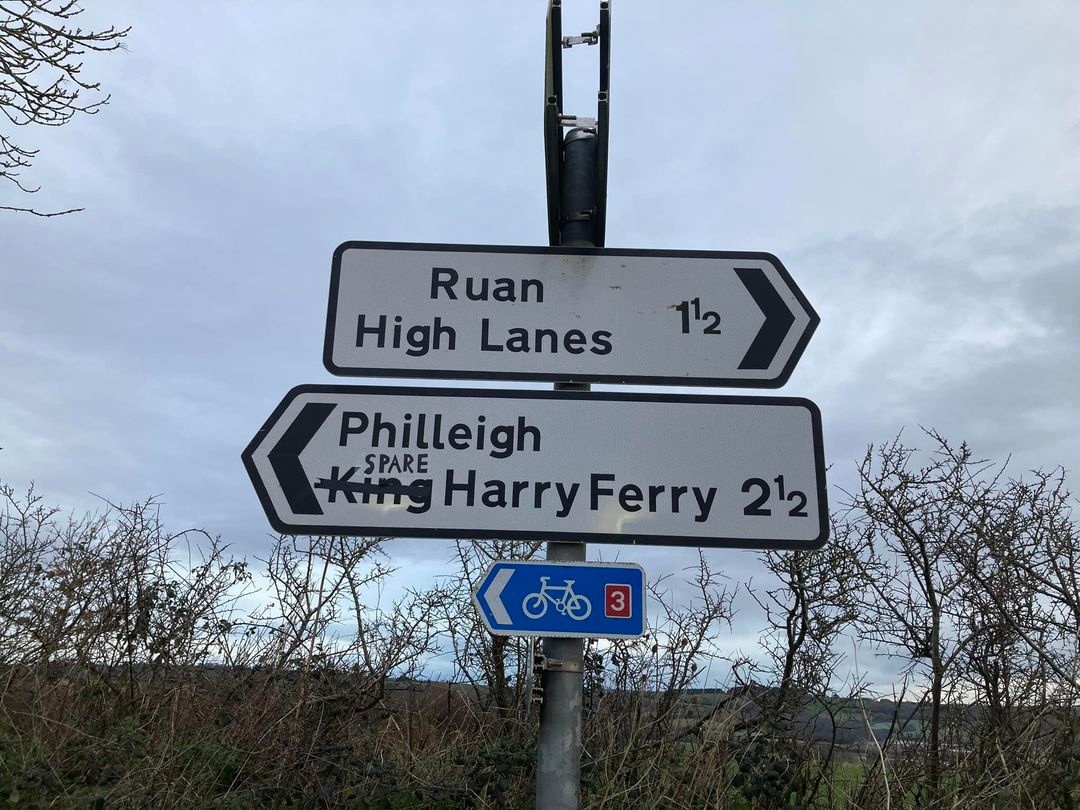 Ruan
High Lanes 1½
Philleigh
SPARE
King Harry Ferry 2½
3